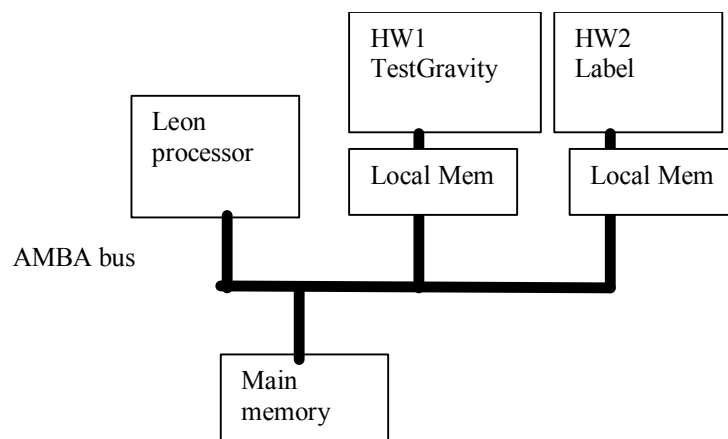 HW1
TestGravity
HW2
Label
Leon
processor
Local Mem
Local Mem
AMBA bus
Main
memory